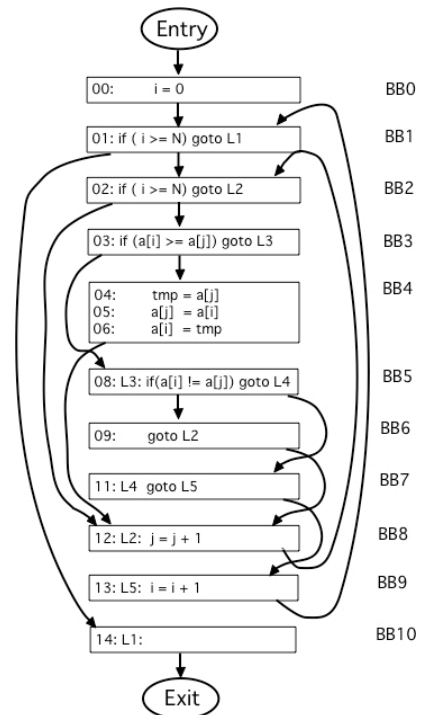 Entry
00: i = 0 BB0
01: if ( i >= N) goto L1 BB1
02: if ( i >= N) goto L2 BB2
03: if (a[i] >= a[j]) goto L3 BB3
04: tmp = a[j] BB4
05: a[j] = a[i]
06: a[i] = tmp
08: L3: if(a[i] != a[j]) goto L4 BB5
09: goto L2 BB6
11: L4 goto L5 BB7
12: L2: j = j + 1 BB8
13: L5: i = i + 1 BB9
14: L1: BB10
Exit